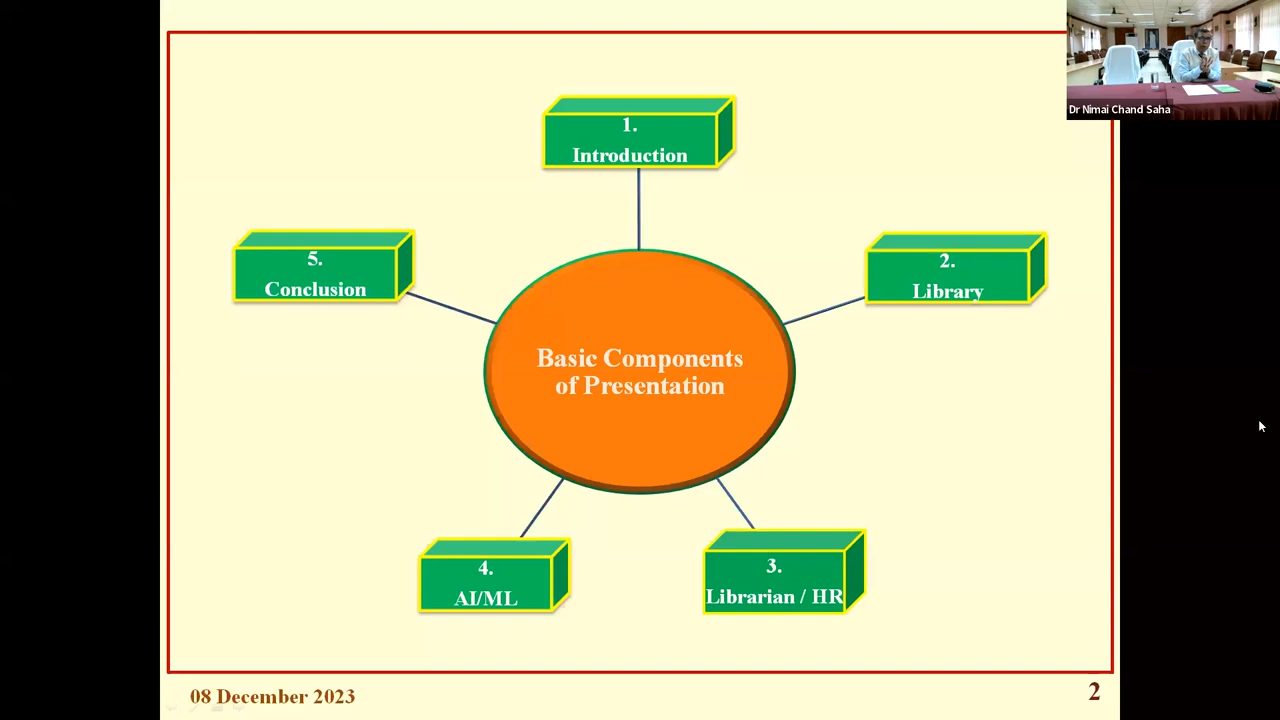 Dr Nimai Chand Saha
1.
Introduction
2.
Library
3.
Librarian / HR
4.
AI/ML
5.
Conclusion
Basic Components
of Presentation
08 December 2023
2